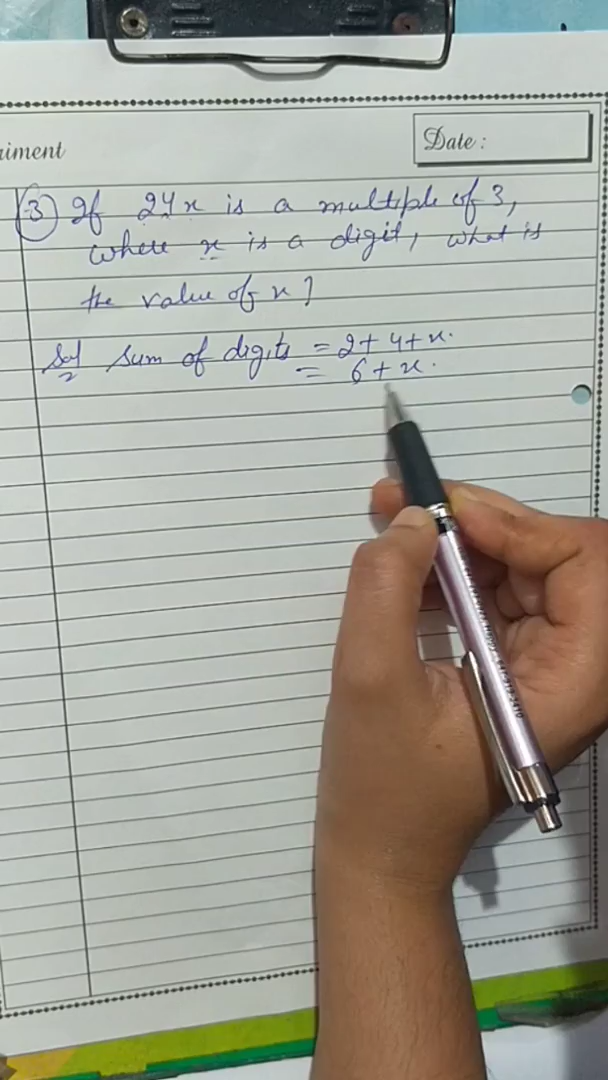 riment
Date :
3) If 24x is a multiple of 3,
where x is a digit, what is
the value of x ?
Sol sum of digits = 2+4+x.
= 6+x.